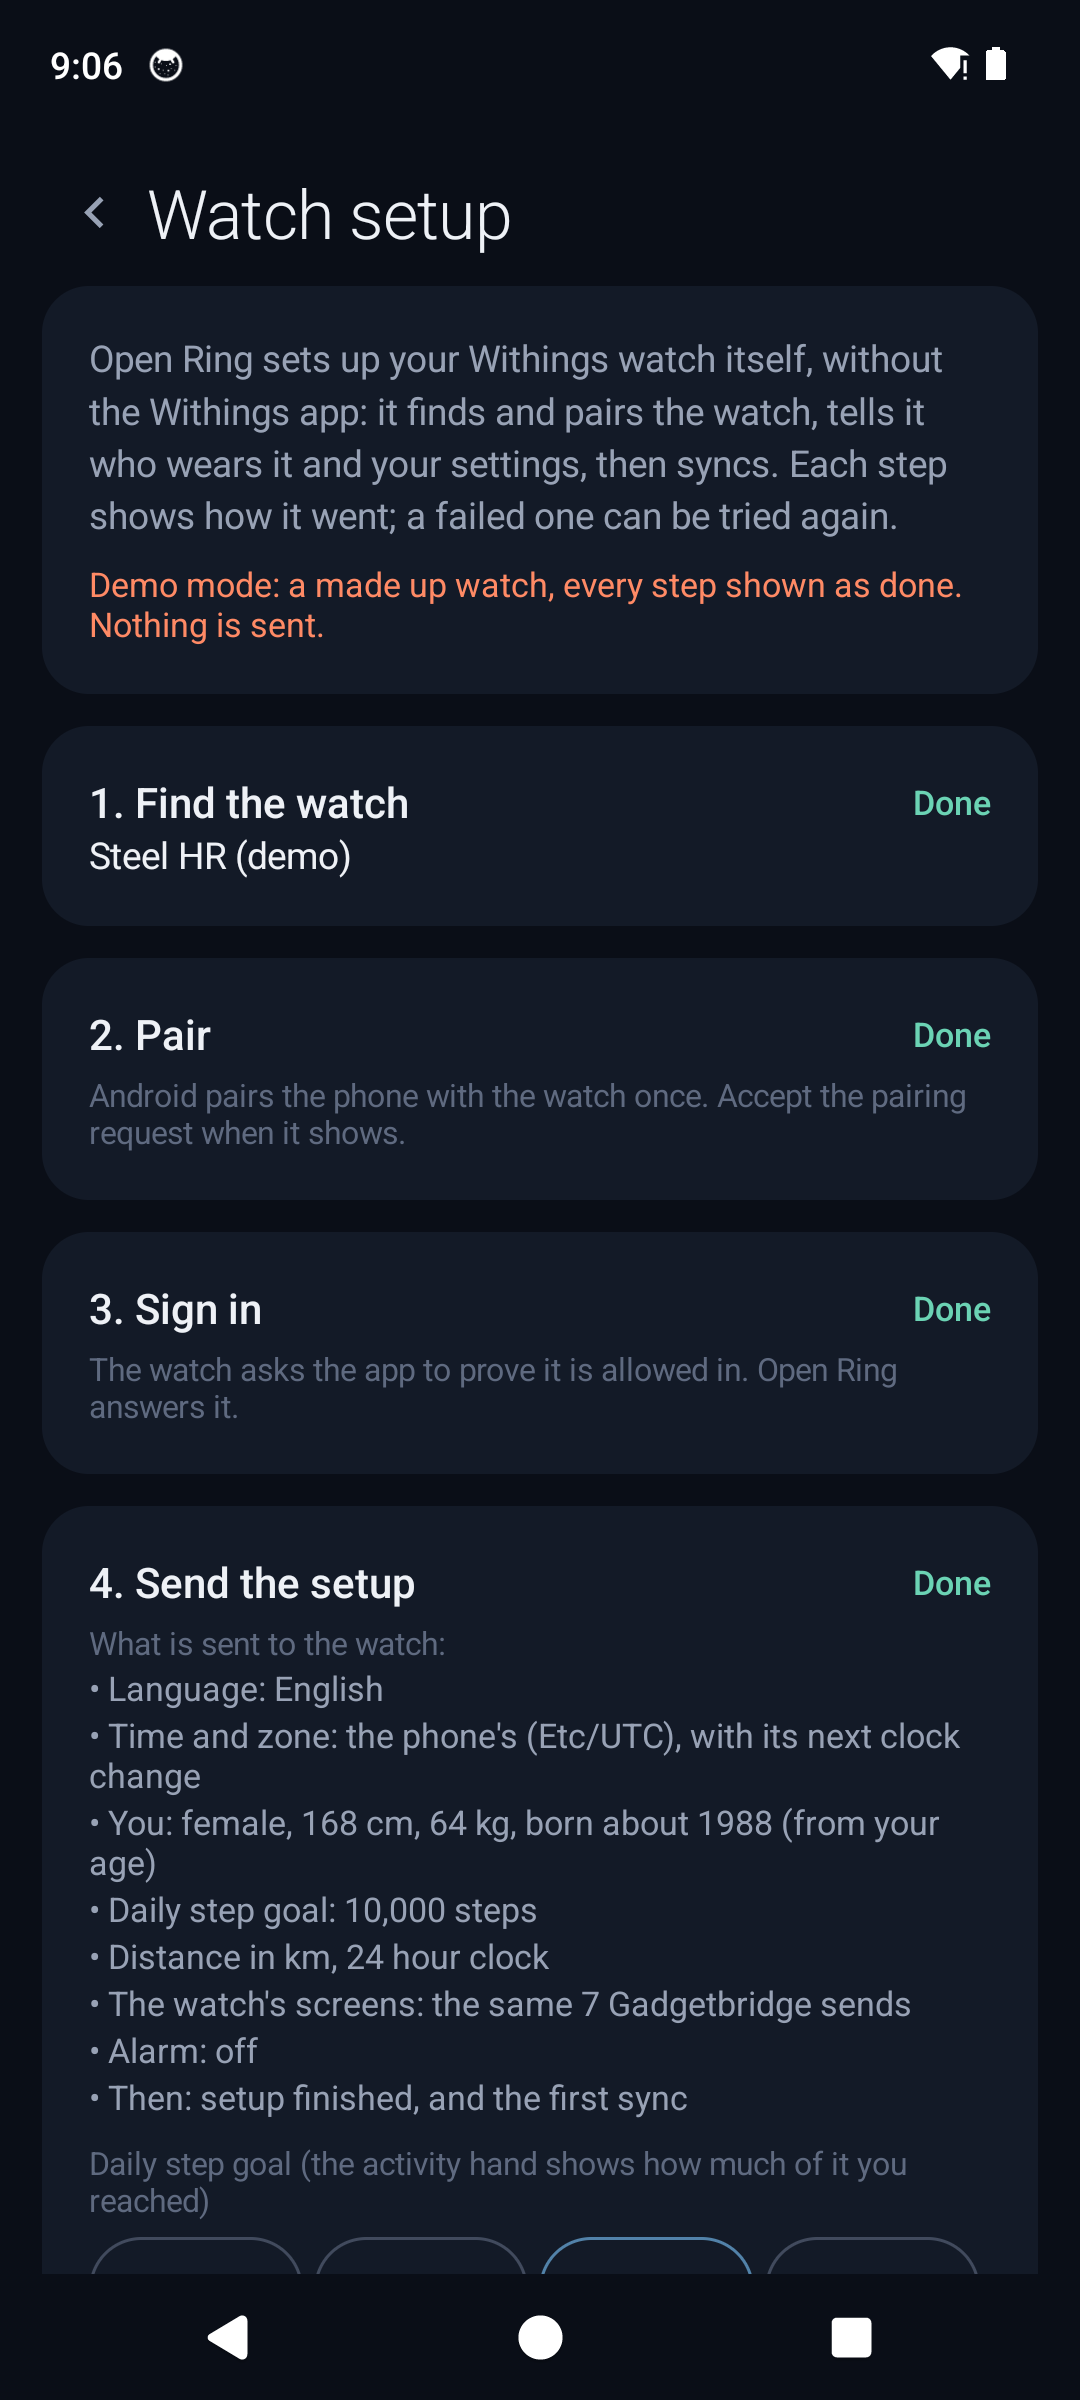 9:06
Watch setup
Open Ring sets up your Withings watch itself, without
the Withings app: it finds and pairs the watch, tells it
who wears it and your settings, then syncs. Each step
shows how it went; a failed one can be tried again.
Demo mode: a made up watch, every step shown as done.
Nothing is sent.
1. Find the watch Done
Steel HR (demo)
2. Pair Done
Android pairs the phone with the watch once. Accept the pairing
request when it shows.
3. Sign in Done
The watch asks the app to prove it is allowed in. Open Ring
answers it.
4. Send the setup Done
What is sent to the watch:
• Language: English
• Time and zone: the phone's (Etc/UTC), with its next clock
change
• You: female, 168 cm, 64 kg, born about 1988 (from your
age)
• Daily step goal: 10,000 steps
• Distance in km, 24 hour clock
• The watch's screens: the same 7 Gadgetbridge sends
• Alarm: off
• Then: setup finished, and the first sync
Daily step goal (the activity hand shows how much of it you
reached)